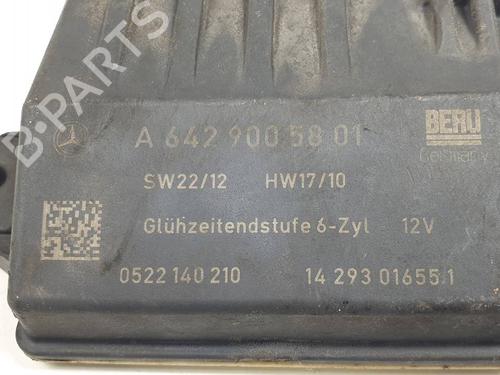 B-PARTS
A 642 900 58 01
BERU
Germany
SW22/12 HW17/10
Glühzeitendstufe 6-Zyl 12V
0522 140 210 14 293 01655 1